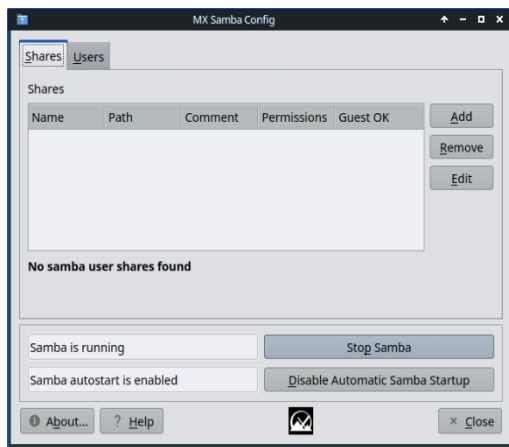 MX Samba Config
Shares Users
Shares
Name Path Comment Permissions Guest OK
Add
Remove
Edit
No samba user shares found
Samba is running
Stop Samba
Samba autostart is enabled
Disable Automatic Samba Startup
About... ? Help
Close